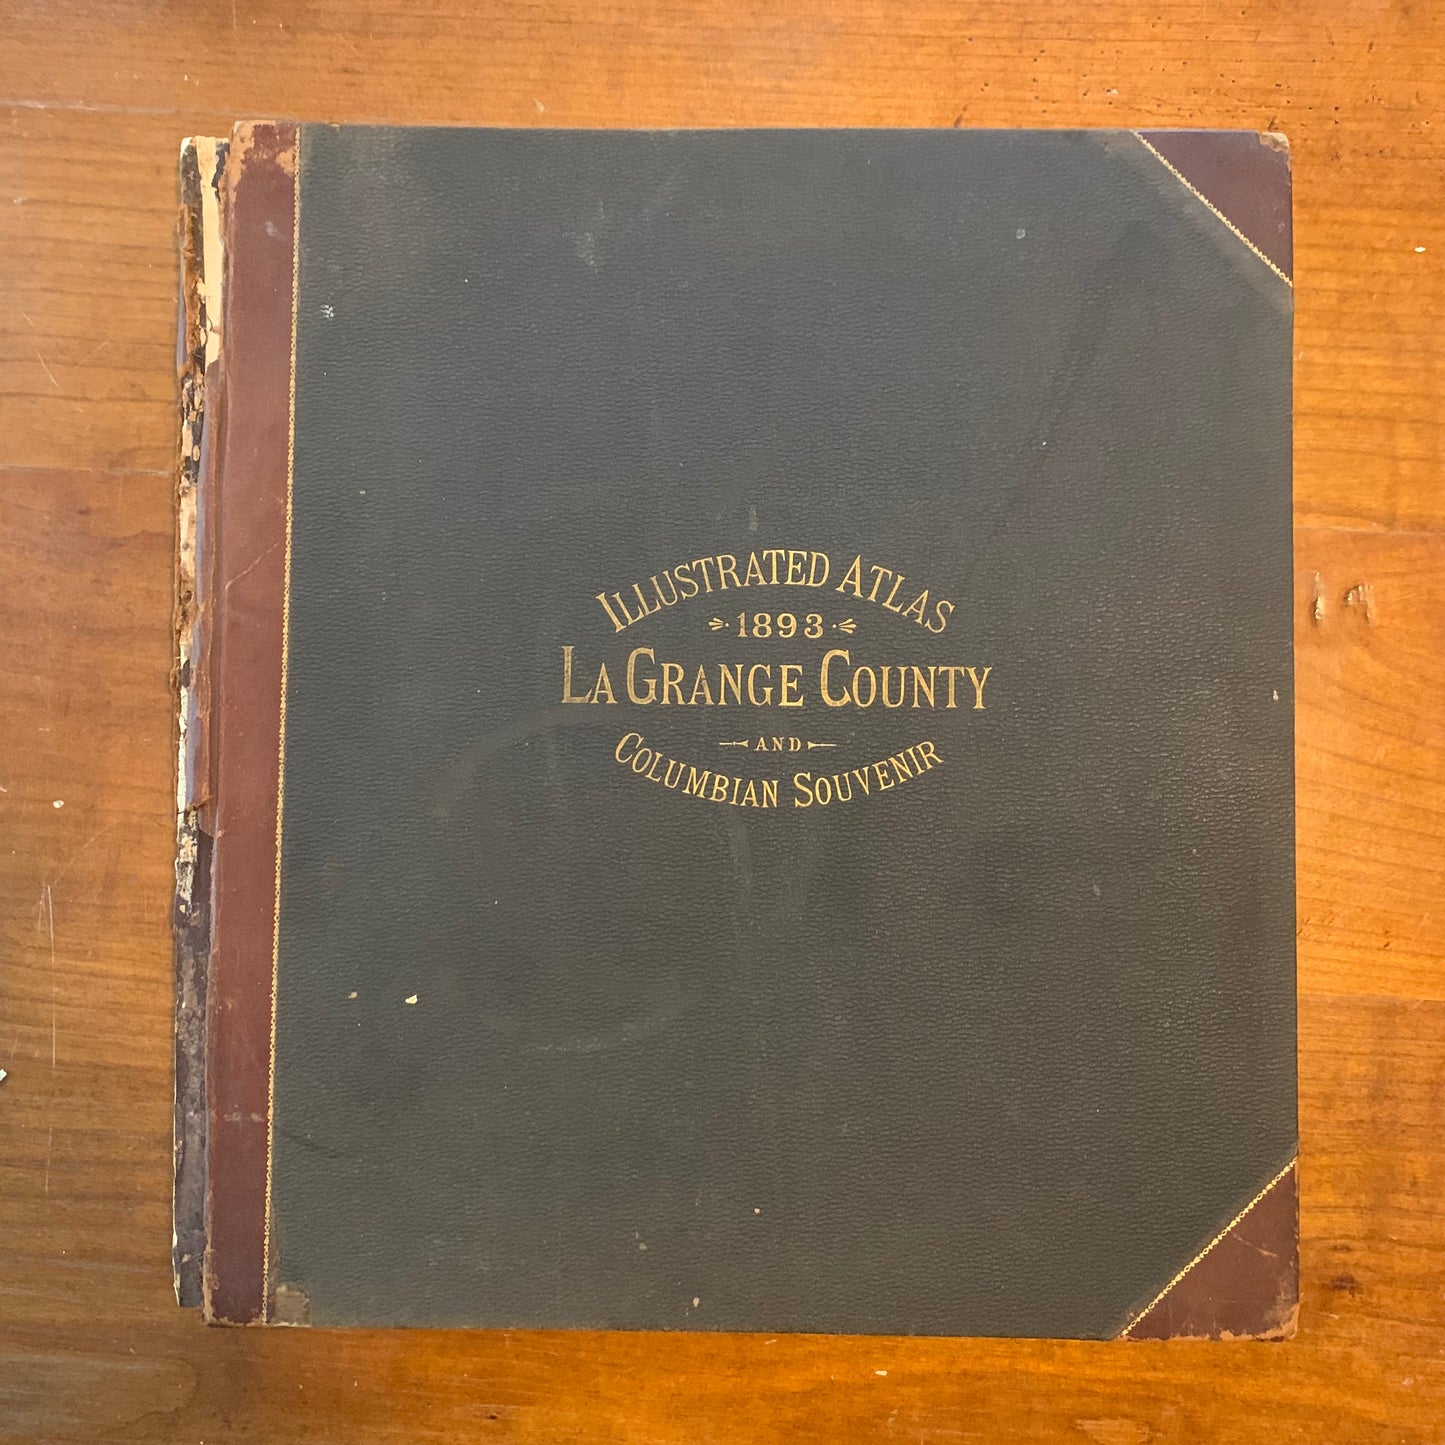 ILLUSTRATED ATLAS
1893
LA GRANGE COUNTY
AND
COLUMBIAN SOUVENIR